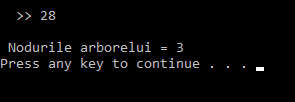 >> 28
Nodurile arborelui = 3
Press any key to continue . . .